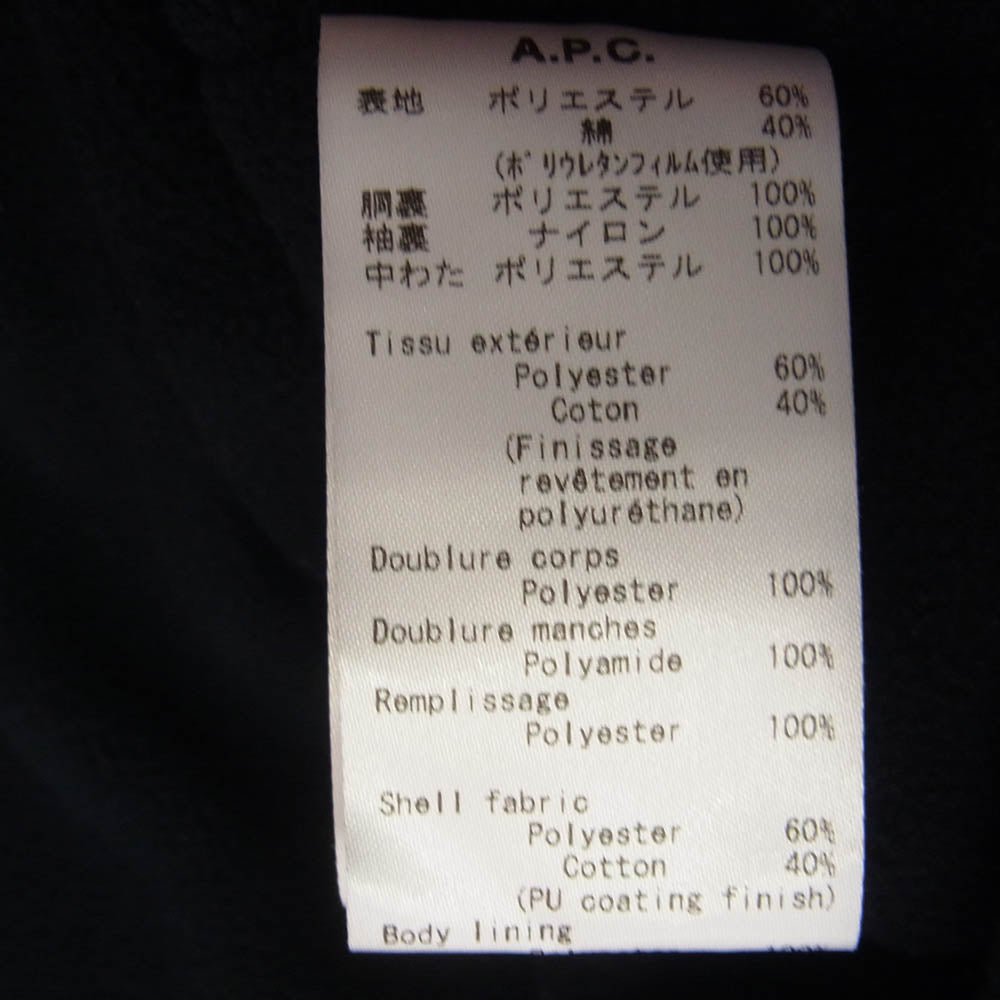 A.P.C.
表地 ポリエステル 60%
綿 40%
(ポリウレタンフィルム使用)
胴裏 ポリエステル 100%
袖裏 ナイロン 100%
中わた ポリエステル 100%
Tissu extérieur
Polyester 60%
Coton 40%
(Finissage
revêtement en
polyuréthane)
Doublure corps
Polyester 100%
Doublure manches
Polyamide 100%
Remplissage
Polyester 100%
Shell fabric
Polyester 60%
Cotton 40%
(PU coating finish)
Body lining